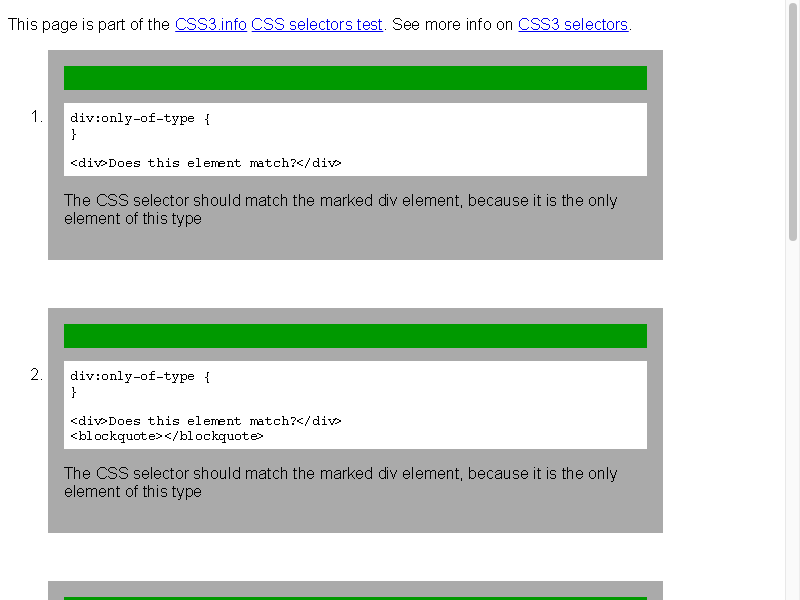 This page is part of the CSS3.info CSS selectors test. See more info on CSS3 selectors.
1.
div:only-of-type {
}
<div>Does this element match?</div>
The CSS selector should match the marked div element, because it is the only
element of this type
2.
div:only-of-type {
}
<div>Does this element match?</div>
<blockquote></blockquote>
The CSS selector should match the marked div element, because it is the only
element of this type